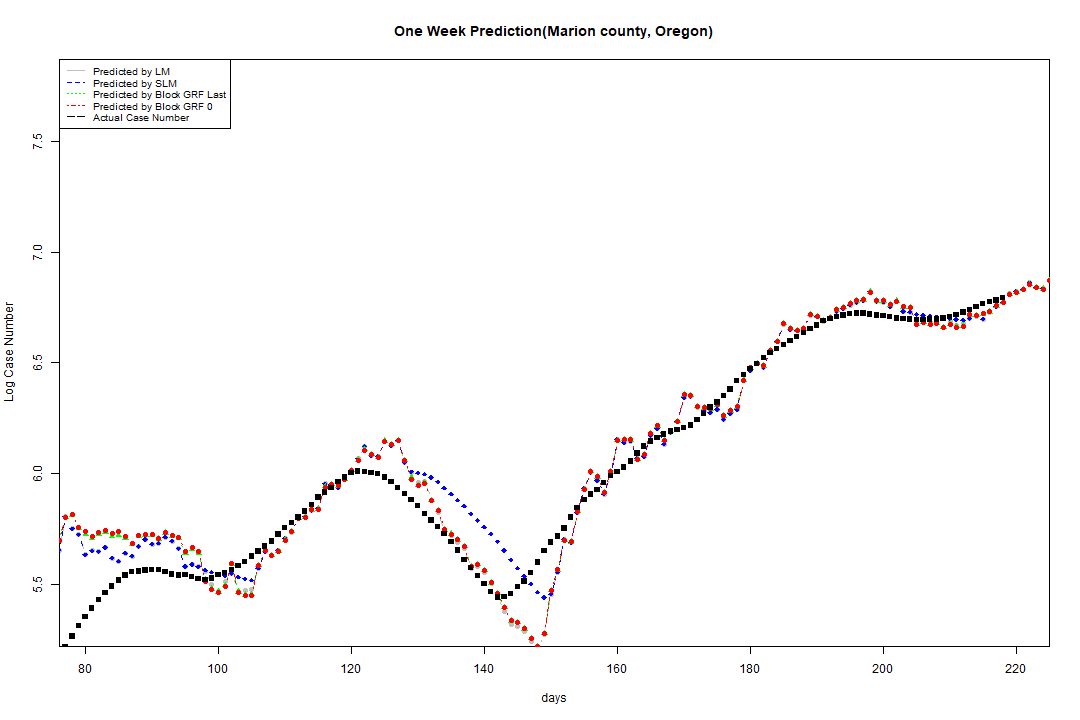 One Week Prediction(Marion county, Oregon)
Predicted by LM
Predicted by SLM
Predicted by Block GRF Last
Predicted by Block GRF 0
Actual Case Number
7.5
7.0
6.5
6.0
5.5
Log Case Number
80 100 120 140 160 180 200 220
days